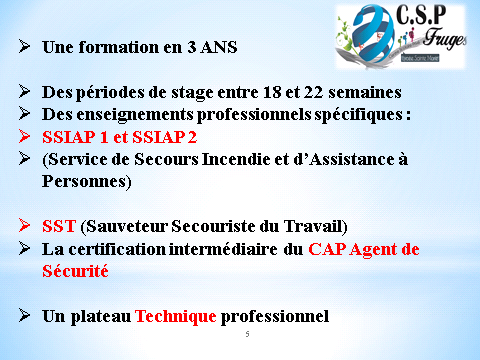 C.S.P
Fruges
Une formation en 3 ANS
Des périodes de stage entre 18 et 22 semaines
Des enseignements professionnels spécifiques :
SSIAP 1 et SSIAP 2
(Service de Secours Incendie et d’Assistance à
Personnes)
SST (Sauveteur Secouriste du Travail)
La certification intermédiaire du CAP Agent de
Sécurité
Un plateau Technique professionnel
5